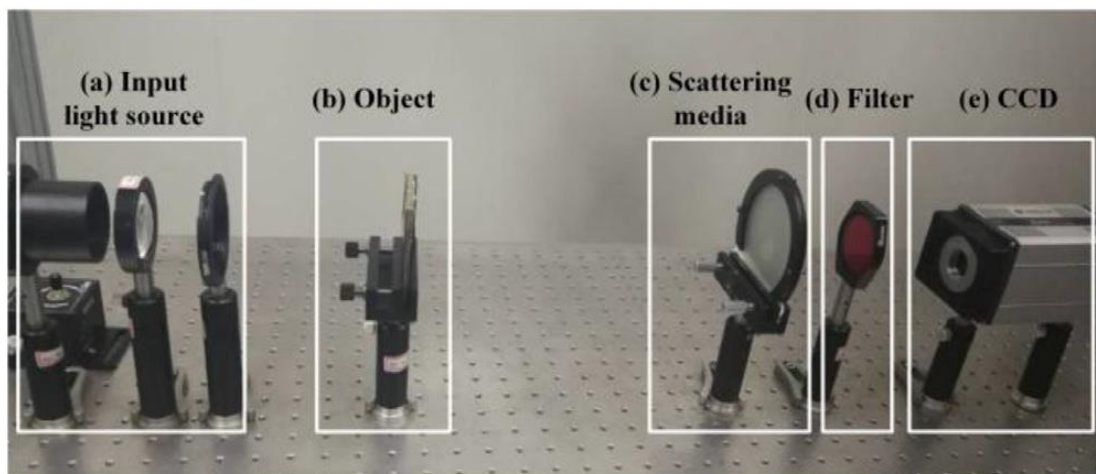 (a) Input
light source
(b) Object
(c) Scattering
media
(d) Filter
(e) CCD